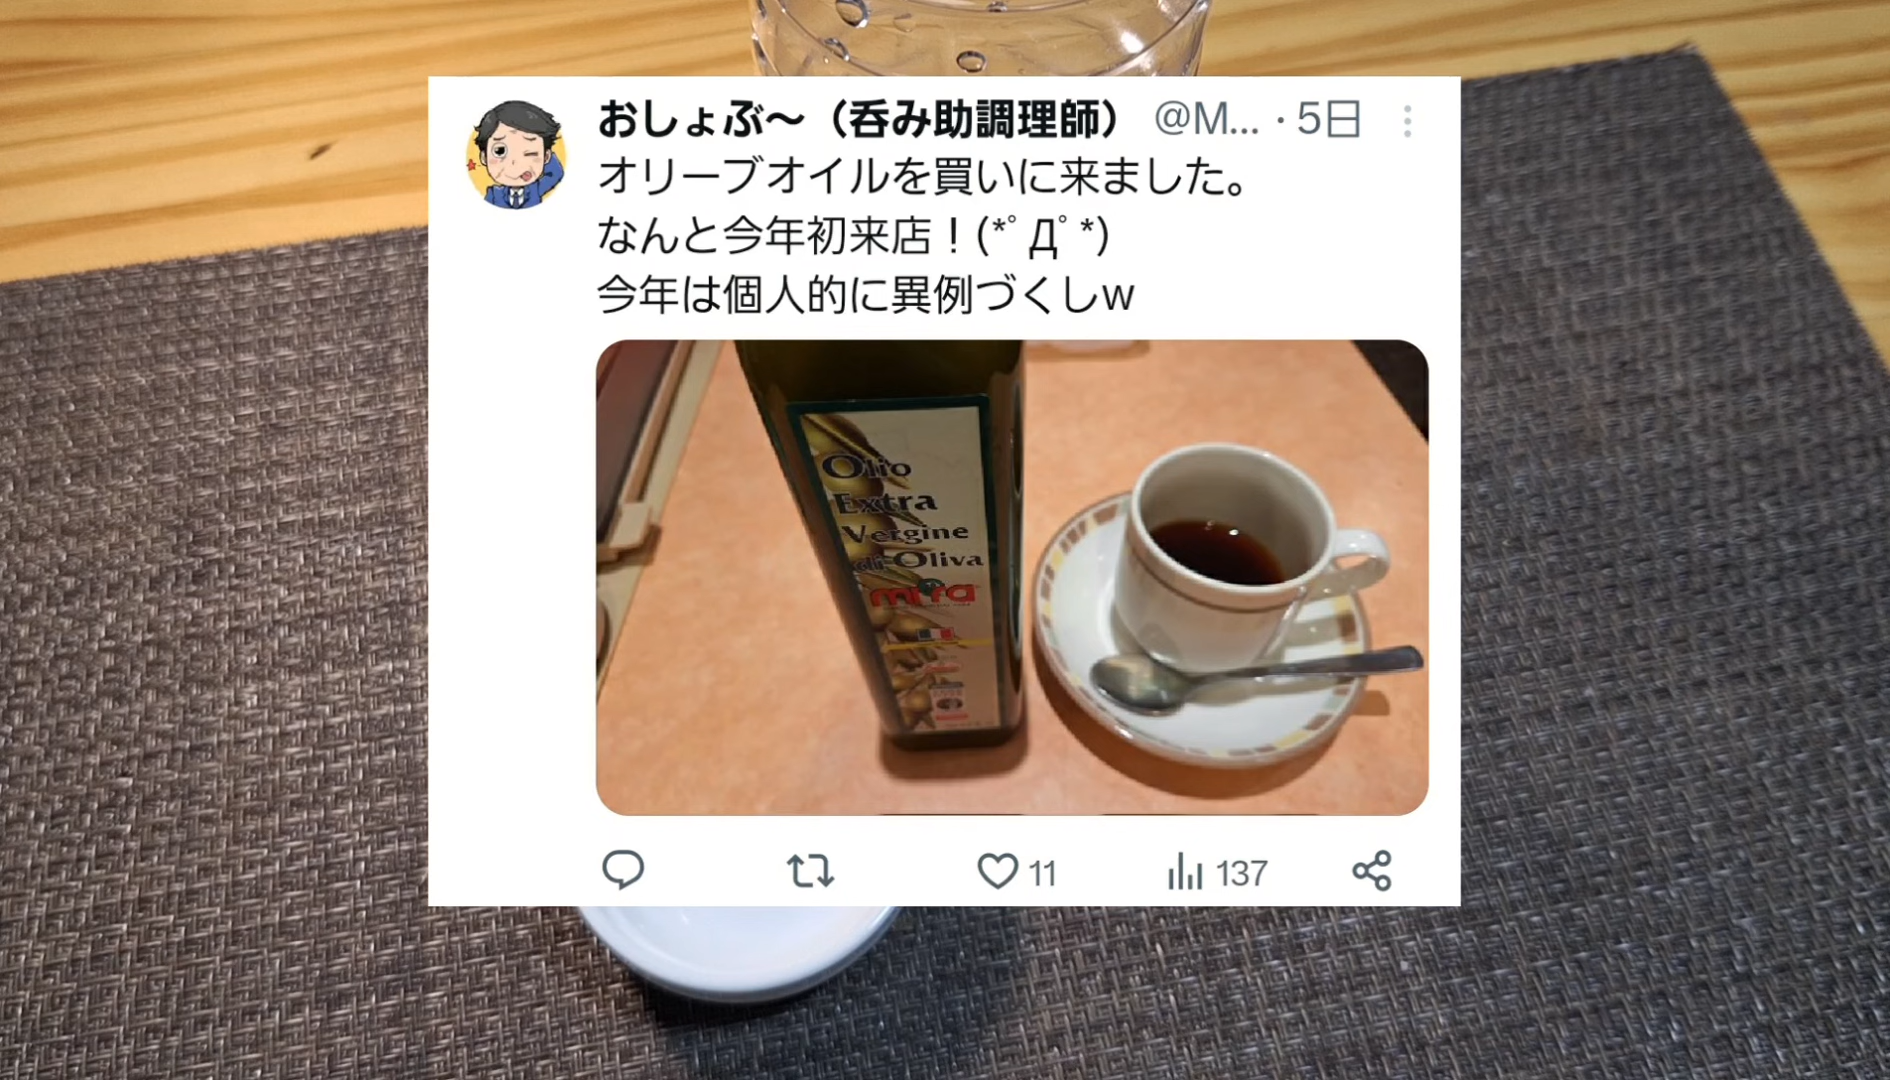 おしょぶ〜（呑み助調理師） @M... · 5日
オリーブオイルを買いに来ました。
なんと今年初来店！(*ﾟДﾟ*)
今年は個人的に異例づくしw
Olio
Extra
Vergine
di Oliva
mira
11
137